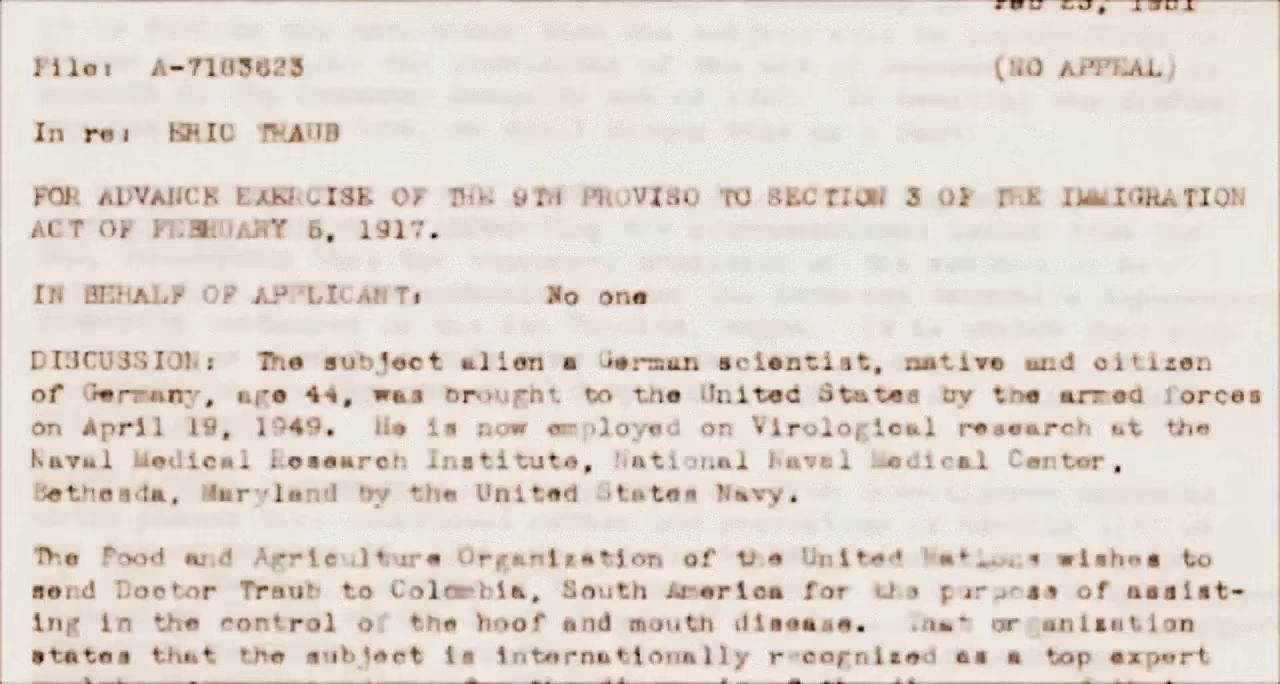 Feb 23, 1951
File: A-7183623
(NO APPEAL)
In re: ERIC TRAUB
FOR ADVANCE EXERCISE OF THE 9TH PROVISO TO SECTION 3 OF THE IMMIGRATION
ACT OF FEBRUARY 5, 1917.
IN BEHALF OF APPLICANT: No one
DISCUSSION: The subject alien a German scientist, native and citizen
of Germany, age 44, was brought to the United States by the armed forces
on April 19, 1949. He is now employed on Virological research at the
Naval Medical Research Institute, National Naval Medical Center,
Bethesda, Maryland by the United States Navy.
The Food and Agriculture Organization of the United Nations wishes to
send Doctor Traub to Colombia, South America for the purpose of assist-
ing in the control of the hoof and mouth disease. That organization
states that the subject is internationally recognized as a top expert